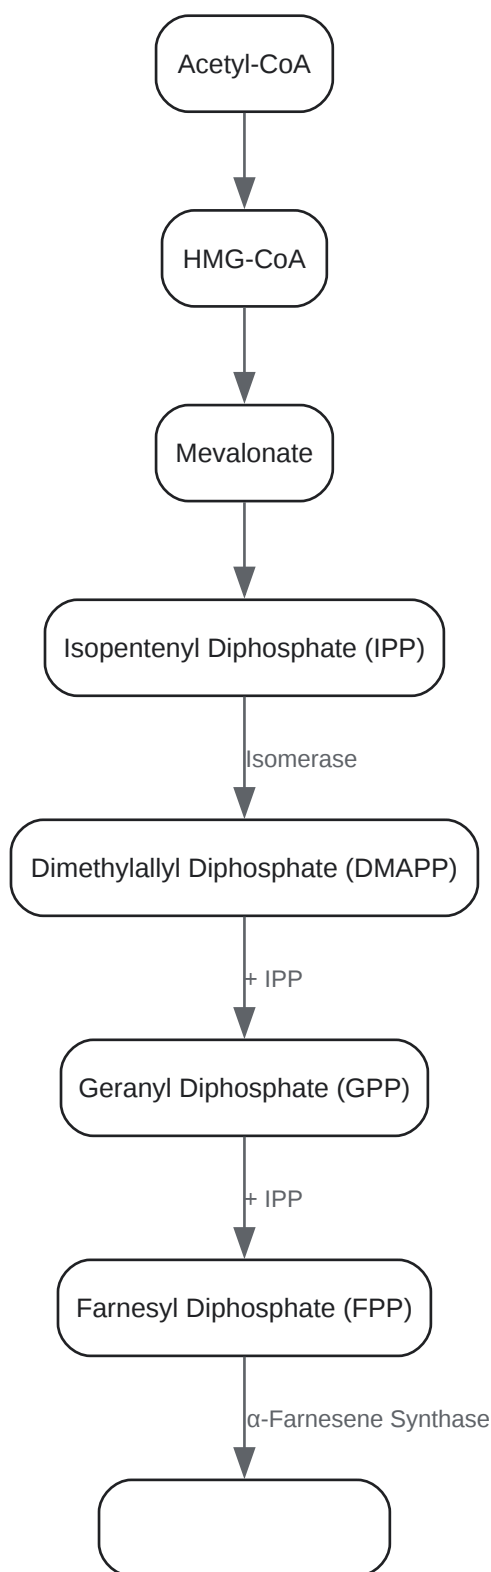 Acetyl-CoA
HMG-CoA
Mevalonate
Isopentenyl Diphosphate (IPP)
Isomerase
Dimethylallyl Diphosphate (DMAPP)
+ IPP
Geranyl Diphosphate (GPP)
+ IPP
Farnesyl Diphosphate (FPP)
α-Farnesene Synthase